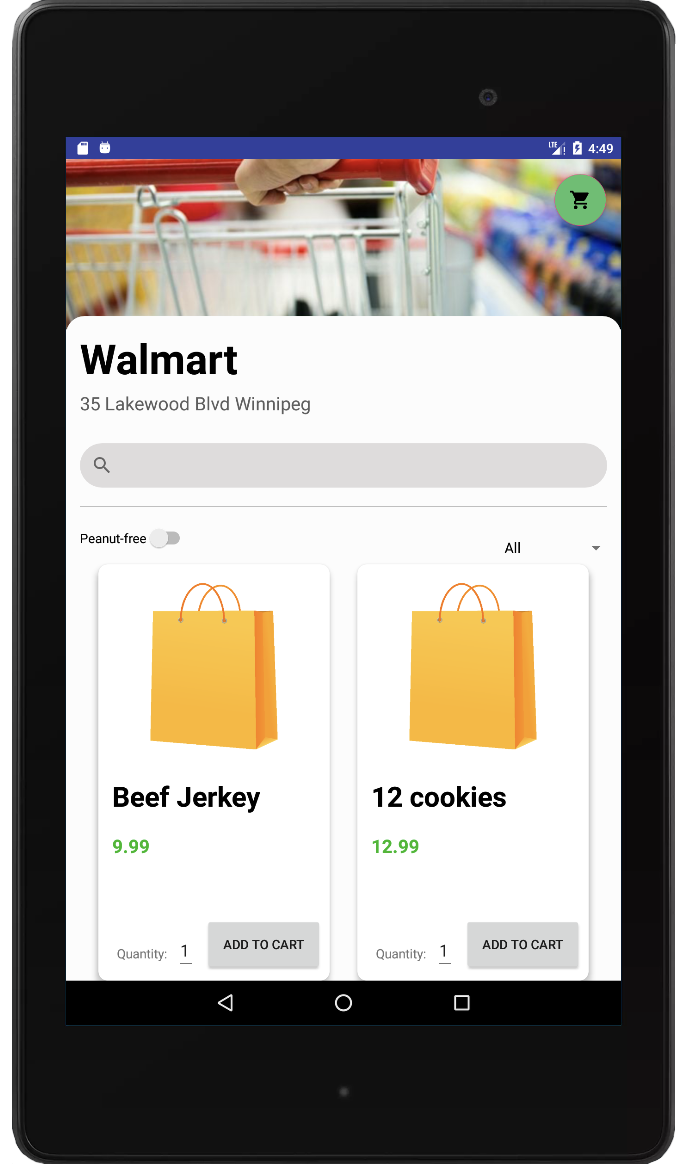 LTE 4:49
Walmart
35 Lakewood Blvd Winnipeg
Peanut-free
All
Beef Jerkey
12 cookies
9.99
12.99
Quantity: 1 ADD TO CART
Quantity: 1 ADD TO CART